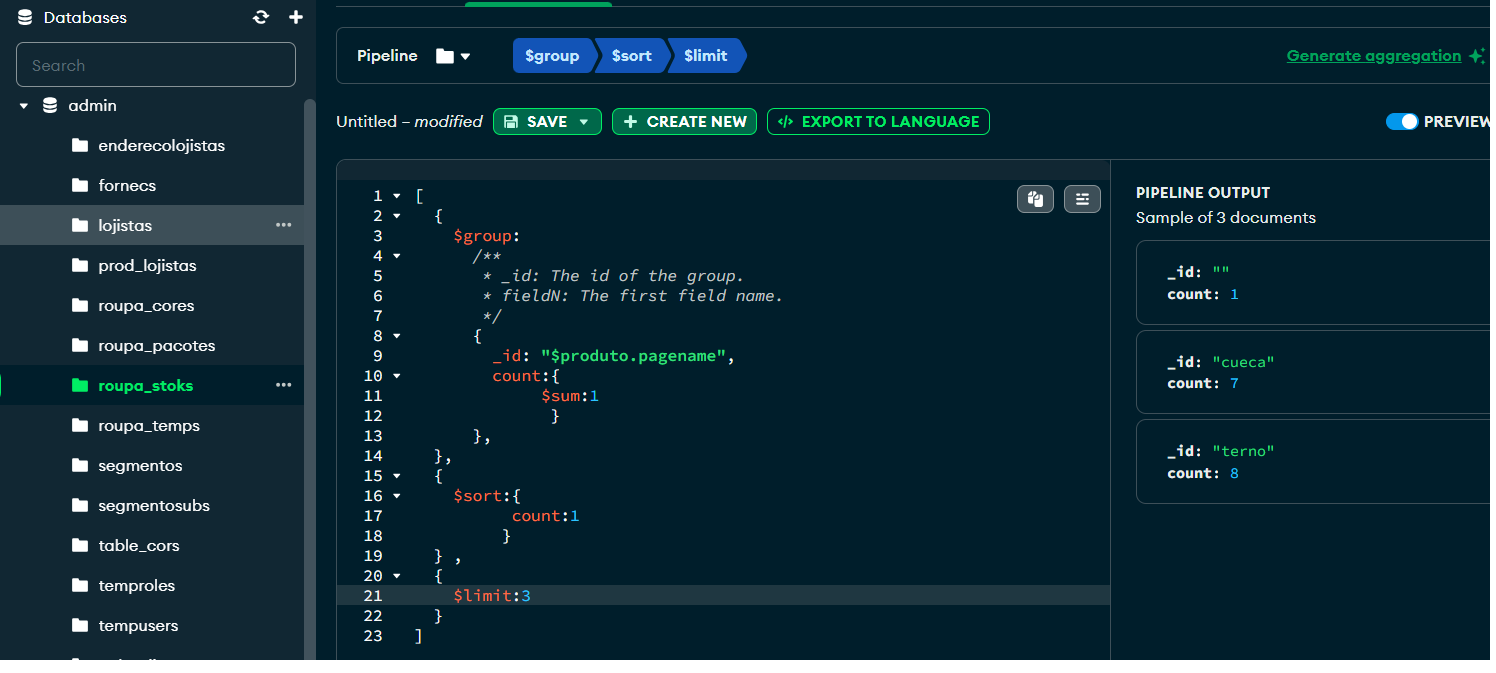 Databases
Search
admin
enderecolojistas
fornecs
lojistas
prod_lojistas
roupa_cores
roupa_pacotes
roupa_stoks
roupa_temps
segmentos
segmentosubs
table_cors
temproles
tempusers
Pipeline
$group
$sort
$limit
Generate aggregation
Untitled – modified
SAVE
+ CREATE NEW
</> EXPORT TO LANGUAGE
PREVIEW
1 [
2 {
3 $group:
4 /**
5 * _id: The id of the group.
6 * fieldN: The first field name.
7 */
8 {
9 _id: "$produto.pagename",
10 count:{
11 $sum:1
12 }
13 },
14 },
15 {
16 $sort:{
17 count:1
18 }
19 } ,
20 {
21 $limit:3
22 }
23 ]
PIPELINE OUTPUT
Sample of 3 documents
_id: ""
count: 1
_id: "cueca"
count: 7
_id: "terno"
count: 8